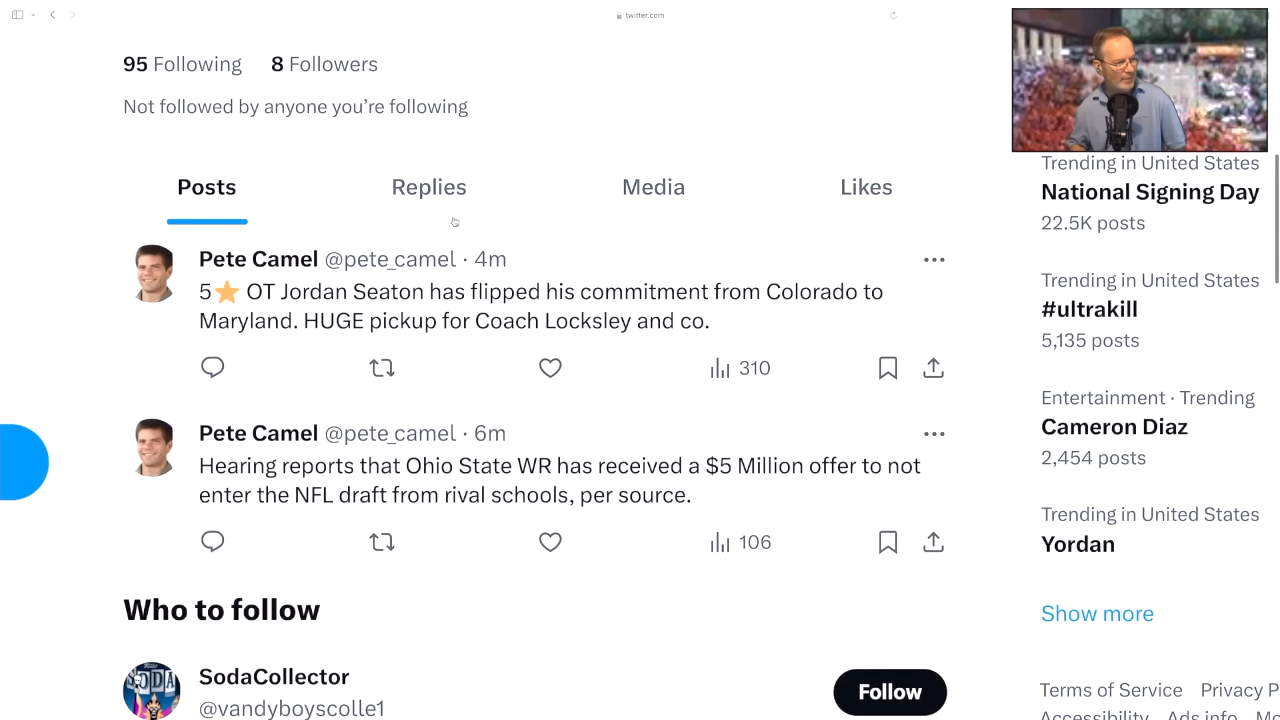 twitter.com
95 Following 8 Followers
Not followed by anyone you’re following
Posts Replies Media Likes
Pete Camel @pete_camel · 4m
5⭐ OT Jordan Seaton has flipped his commitment from Colorado to
Maryland. HUGE pickup for Coach Locksley and co.
310
Pete Camel @pete_camel · 6m
Hearing reports that Ohio State WR has received a $5 Million offer to not
enter the NFL draft from rival schools, per source.
106
Who to follow
SODA
SodaCollector
@vandyboyscolle1
Follow
Trending in United States
National Signing Day
22.5K posts
Trending in United States
#ultrakill
5,135 posts
Entertainment · Trending
Cameron Diaz
2,454 posts
Trending in United States
Yordan
Show more
Terms of Service Privacy P
Accessibility Ads info Mo